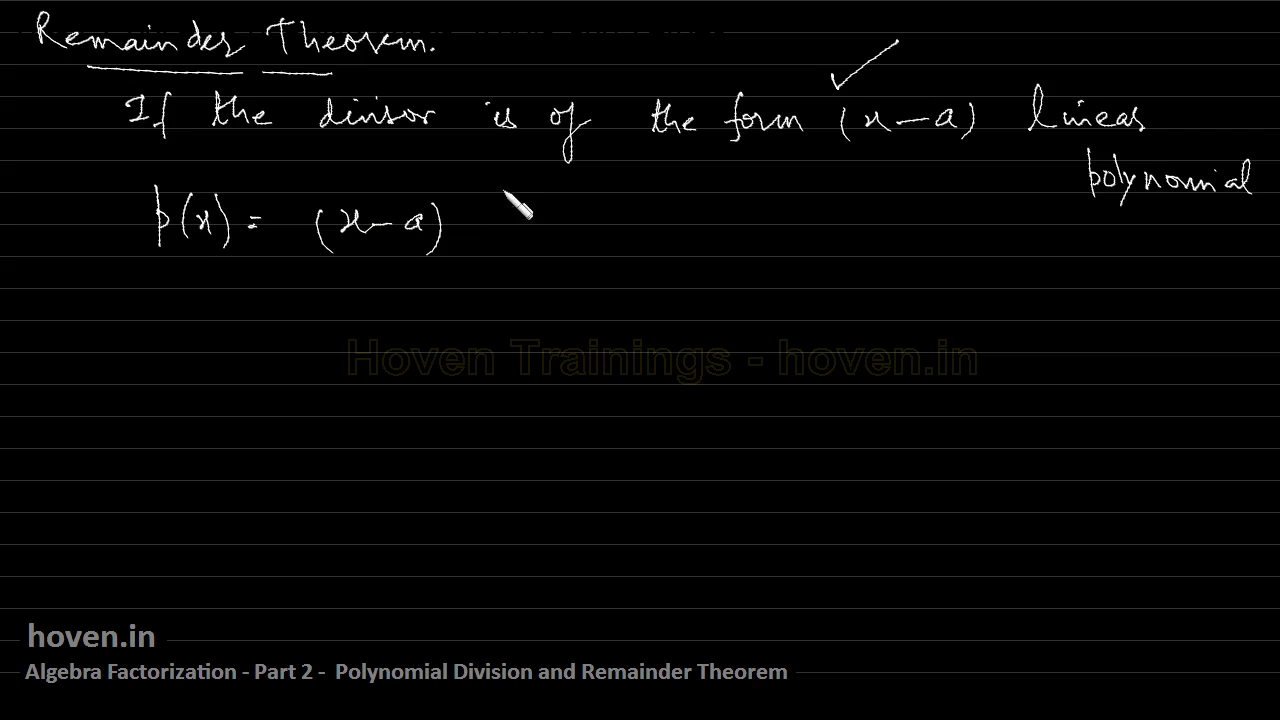 Remainder Theorem.
If the divisor is of the form (x-a) linear
polynomial
p(x) = (x-a)
Hoven Trainings - hoven.in
hoven.in
Algebra Factorization - Part 2 - Polynomial Division and Remainder Theorem